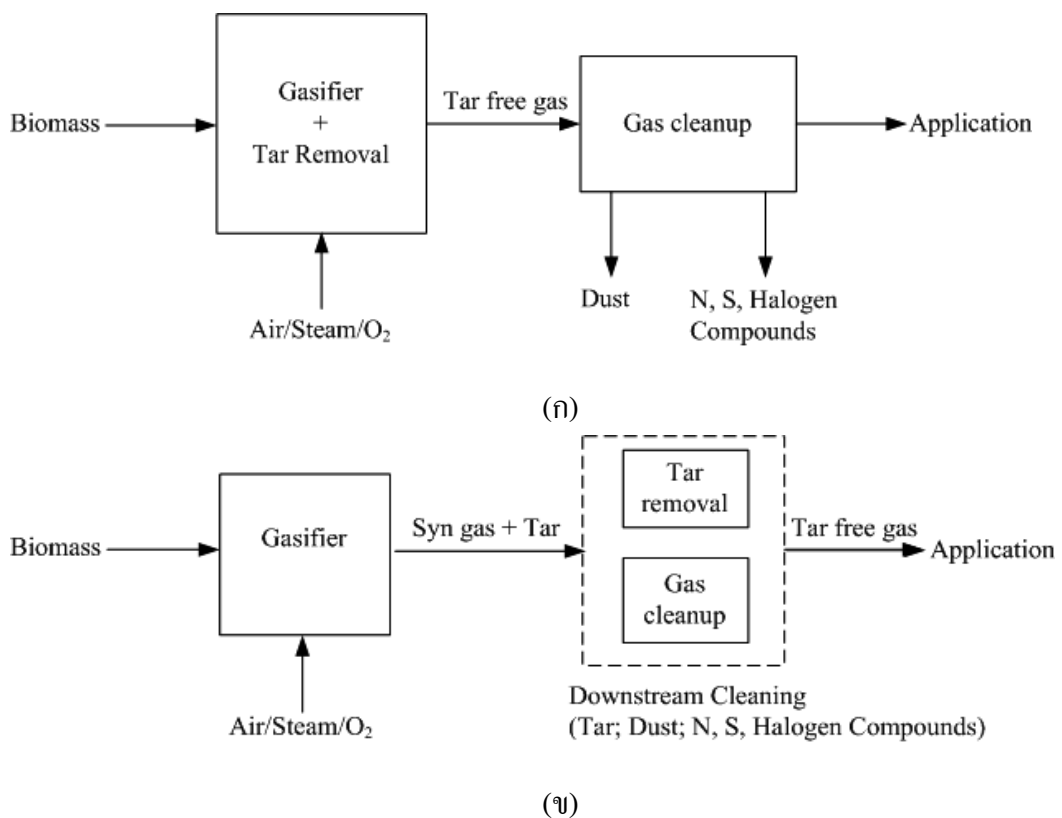 Biomass
Gasifier
+
Tar Removal
Air/Steam/O₂
Tar free gas
Gas cleanup
Application
Dust
N, S, Halogen
Compounds
(ก)
Biomass
Gasifier
Air/Steam/O₂
Syn gas + Tar
Tar
removal
Gas
cleanup
Tar free gas
Application
Downstream Cleaning
(Tar; Dust; N, S, Halogen Compounds)
(ข)